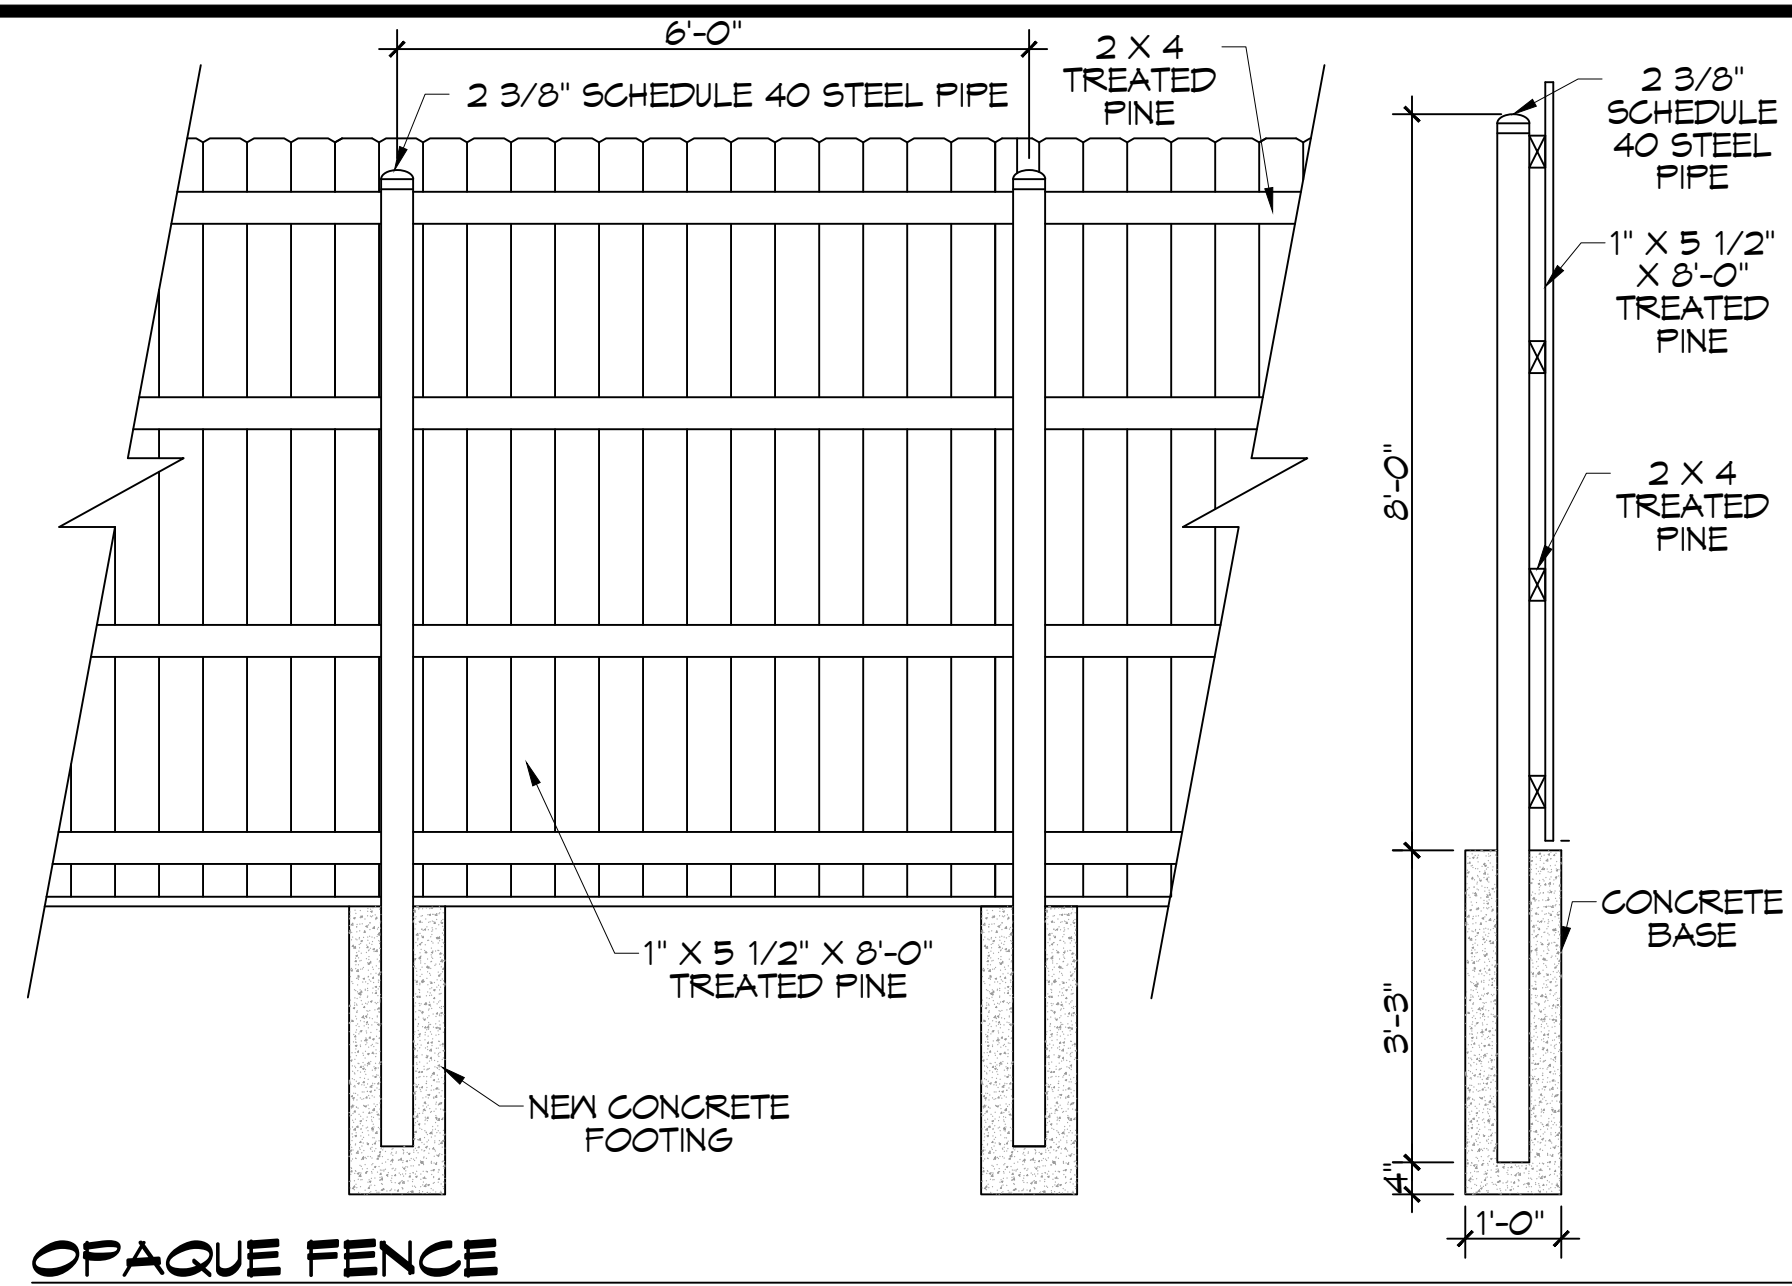 6'-0"
2 3/8" SCHEDULE 40 STEEL PIPE
2 X 4
TREATED
PINE
2 3/8"
SCHEDULE
40 STEEL
PIPE
1" X 5 1/2"
X 8'-0"
TREATED
PINE
8'-0"
2 X 4
TREATED
PINE
CONCRETE
BASE
1" X 5 1/2" X 8'-0"
TREATED PINE
3'-3"
NEW CONCRETE
FOOTING
4"
1'-0"
OPAQUE FENCE